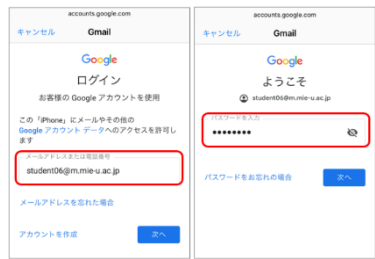 accounts.google.com
キャンセル
Gmail
Google
ログイン
お客様の Google アカウントを使用
この「iPhone」にメールやその他の
Google アカウント データへのアクセスを許可し
ます
メールアドレスまたは電話番号
student06@m.mie-u.ac.jp
メールアドレスを忘れた場合
アカウントを作成
次へ
accounts.google.com
キャンセル
Gmail
Google
ようこそ
student06@m.mie-u.ac.jp
パスワードを入力
••••••••
パスワードをお忘れの場合
次へ